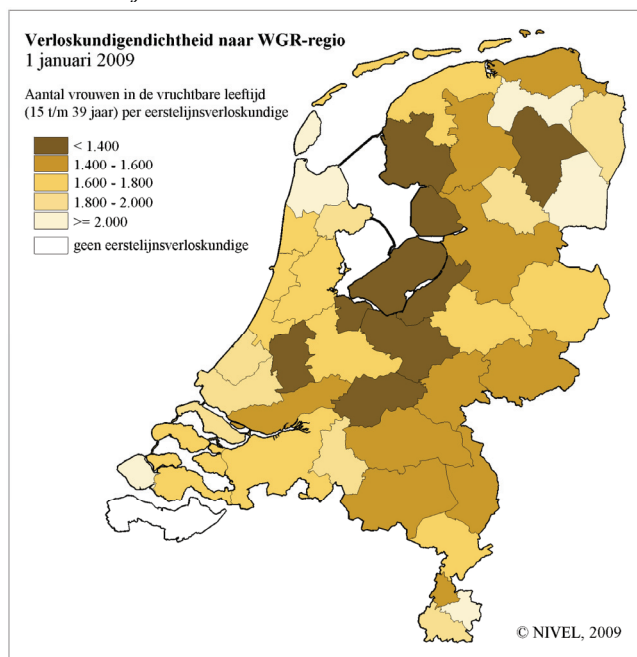 Verloskundigendichtheid naar WGR-regio
1 januari 2009
Aantal vrouwen in de vruchtbare leeftijd
(15 t/m 39 jaar) per eerstelijnsverloskundige
< 1.400
1.400 - 1.600
1.600 - 1.800
1.800 - 2.000
>= 2.000
geen eerstelijnsverloskundige
© NIVEL, 2009